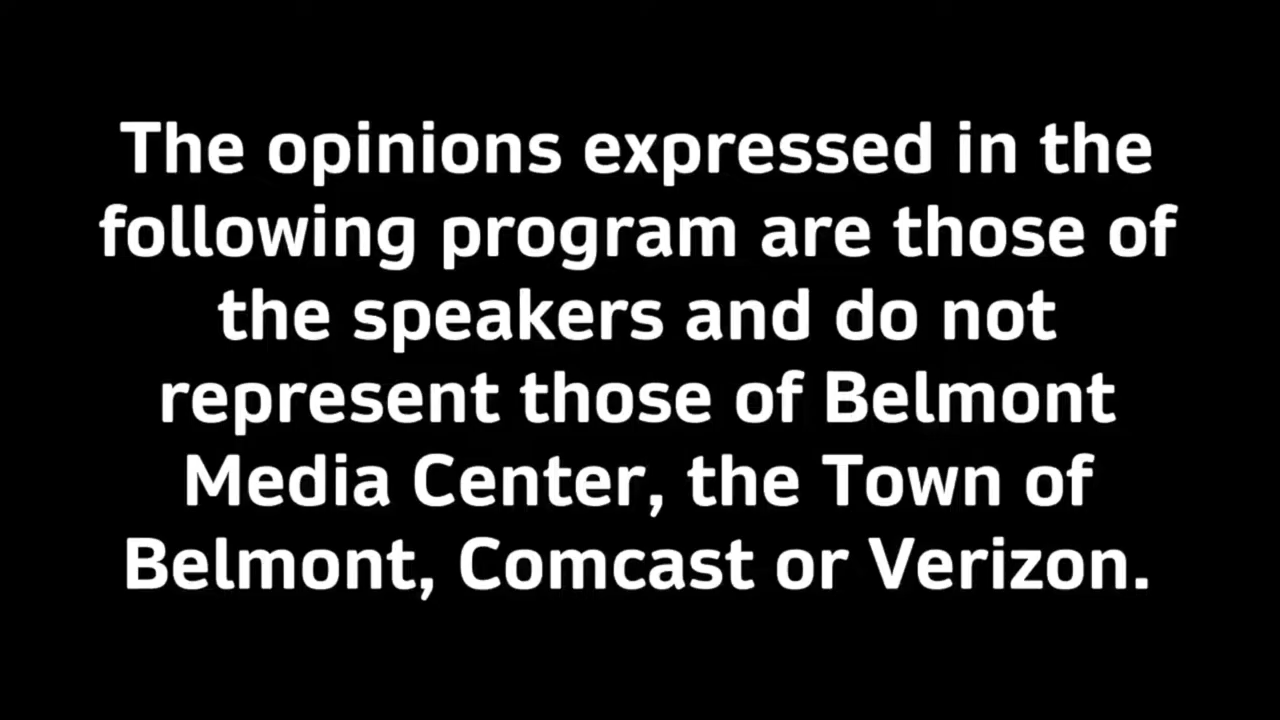 The opinions expressed in the
following program are those of
the speakers and do not
represent those of Belmont
Media Center, the Town of
Belmont, Comcast or Verizon.